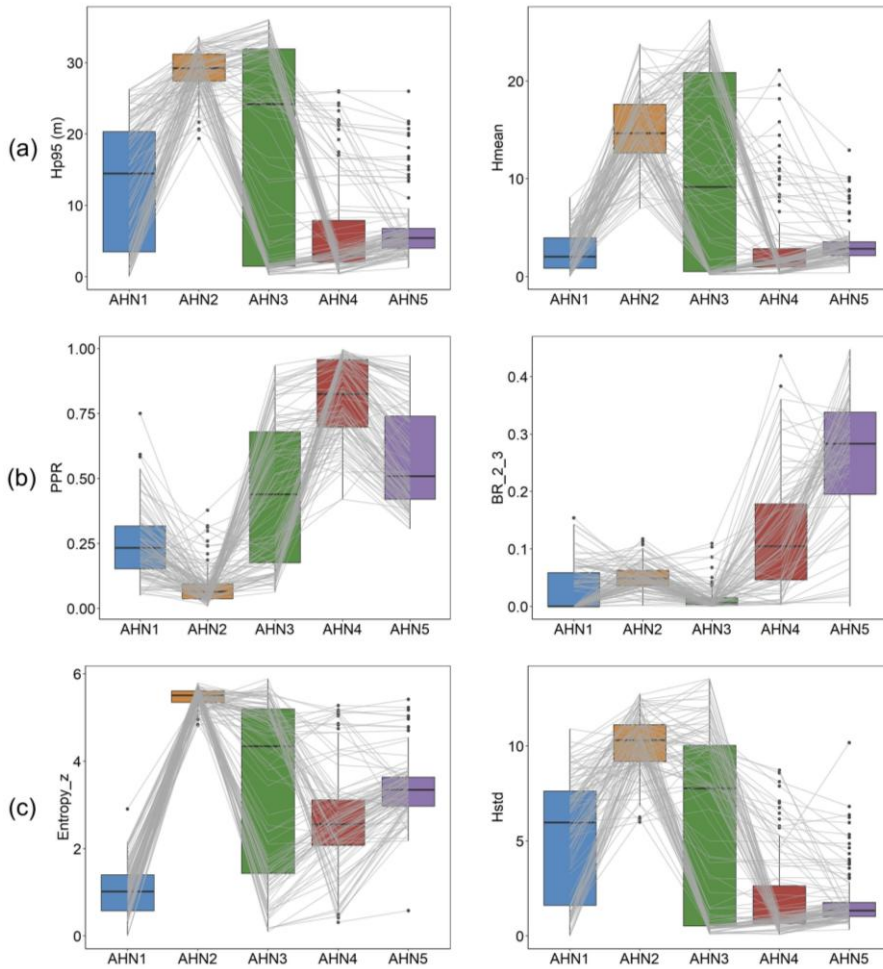 (a)
Hp95 (m)
30
20
10
0
AHN1 AHN2 AHN3 AHN4 AHN5
Hmean
20
10
0
AHN1 AHN2 AHN3 AHN4 AHN5
(b)
PPR
1.00
0.75
0.50
0.25
0.00
AHN1 AHN2 AHN3 AHN4 AHN5
BR_2_3
0.4
0.3
0.2
0.1
0.0
AHN1 AHN2 AHN3 AHN4 AHN5
(c)
Entropy_z
6
4
2
0
AHN1 AHN2 AHN3 AHN4 AHN5
Hstd
10
5
0
AHN1 AHN2 AHN3 AHN4 AHN5